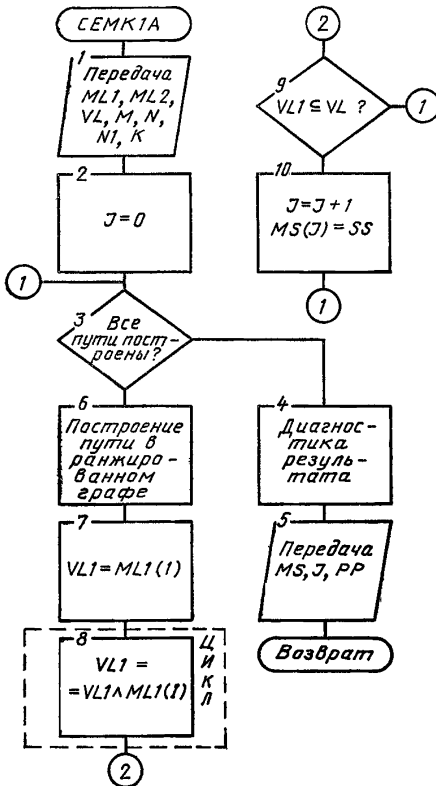 СЕМК1А
1
Передача
ML1, ML2,
VL, M, N,
N1, K
2
J=0
1
3
Все
пути пост-
роены?
6
Построение
пути в
ранжиро-
ванном
графе
7
VL1=ML1(1)
8
VL1=
=VL1∧ML1(I)
ЦИКЛ
2
4
Диагнос-
тика
резуль-
тата
5
Передача
MS, J, PP
Возврат
2
9
VL1⊆VL ?
1
10
J=J+1
MS(J)=SS
1